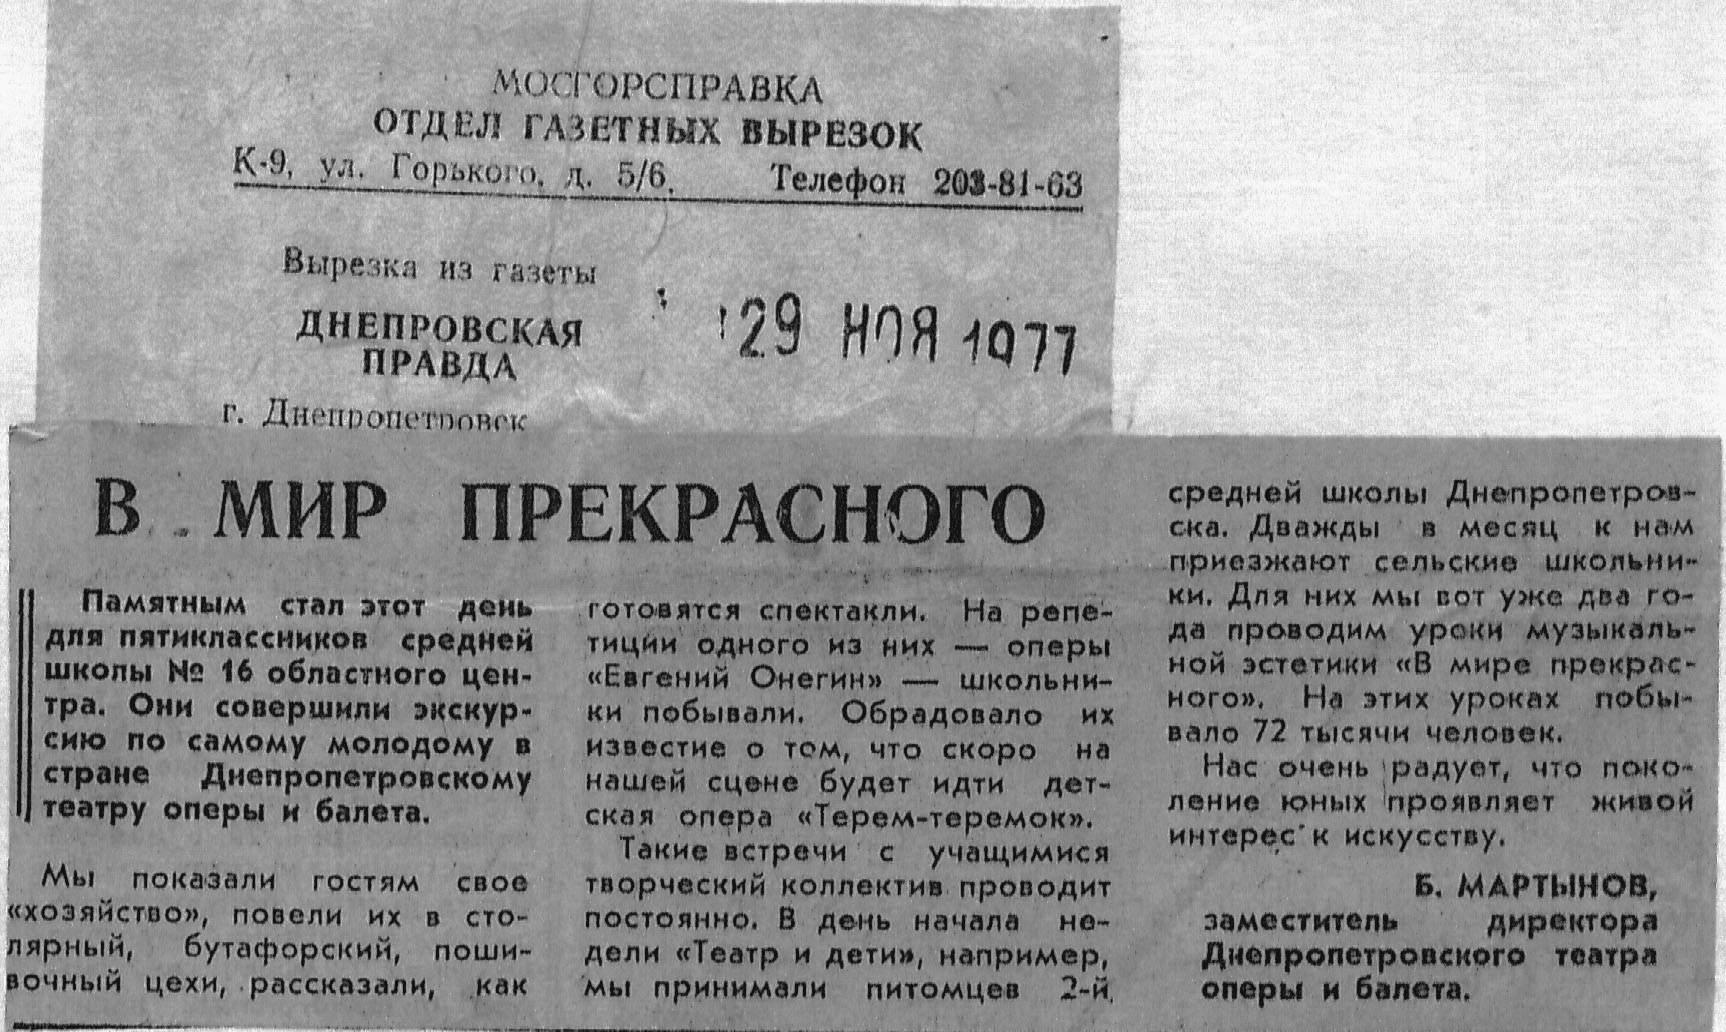 МОСГОРСПРАВКА
ОТДЕЛ ГАЗЕТНЫХ ВЫРЕЗОК
К-9, ул. Горького, д. 5/6. Телефон 203-81-63
Вырезка из газеты
ДНЕПРОВСКАЯ
ПРАВДА
г. Днепропетровск
29 НОЯ 1977
В МИР ПРЕКРАСНОГО
Памятным стал этот день
для пятиклассников средней
школы № 16 областного цен-
тра. Они совершили экскур-
сию по самому молодому в
стране Днепропетровскому
театру оперы и балета.
Мы показали гостям свое
«хозяйство», повели их в сто-
лярный, бутафорский, поши-
вочный цехи, рассказали, как
готовятся спектакли. На репе-
тиции одного из них — оперы
«Евгений Онегин» — школьни-
ки побывали. Обрадовало их
известие о том, что скоро на
нашей сцене будет идти дет-
ская опера «Терем-теремок».
Такие встречи с учащимися
творческий коллектив проводит
постоянно. В день начала не-
дели «Театр и дети», например,
мы принимали питомцев 2-й
средней школы Днепропетров-
ска. Дважды в месяц к нам
приезжают сельские школьни-
ки. Для них мы вот уже два го-
да проводим уроки музыкаль-
ной эстетики «В мире прекрас-
ного». На этих уроках побы-
вало 72 тысячи человек.
Нас очень радует, что поко-
ление юных проявляет живой
интерес к искусству.
Б. МАРТЫНОВ,
заместитель директора
Днепропетровского театра
оперы и балета.